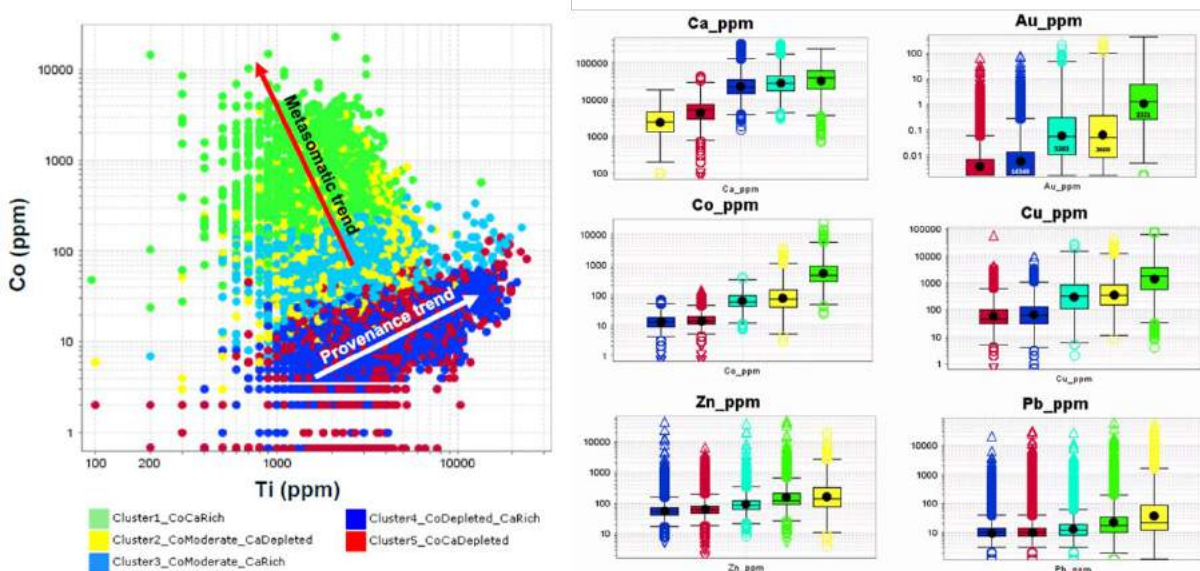 Co (ppm)
10000
1000
100
10
1
Metasomatic trend
Provenance trend
100
200
1000
2000
10000
Ti (ppm)
Cluster1_CoCaRich
Cluster2_CoModerate_CaDepleted
Cluster3_CoModerate_CaRich
Cluster4_CoDepleted_CaRich
Cluster5_CoCaDepleted
Ca_ppm
100000
10000
1000
100
Ca_ppm
Au_ppm
100
10
1
0.1
0.01
Au_ppm
Co_ppm
10000
1000
100
10
1
Co_ppm
Cu_ppm
100000
10000
1000
100
10
1
Cu_ppm
Zn_ppm
10000
1000
100
10
1
Zn_ppm
Pb_ppm
10000
1000
100
10
Pb_ppm